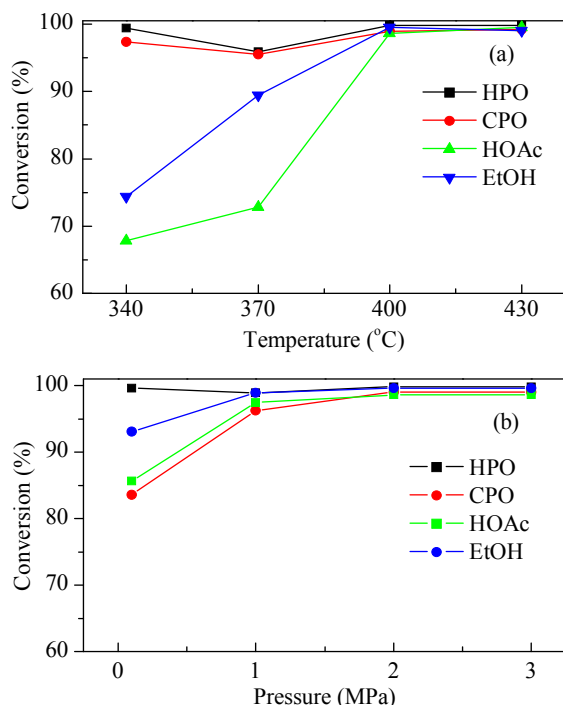 100
90
80
70
60
Conversion (%)
(a)
HPO
CPO
HOAc
EtOH
340 370 400 430
Temperature (°C)
100
90
80
70
60
Conversion (%)
(b)
HPO
CPO
HOAc
EtOH
0 1 2 3
Pressure (MPa)